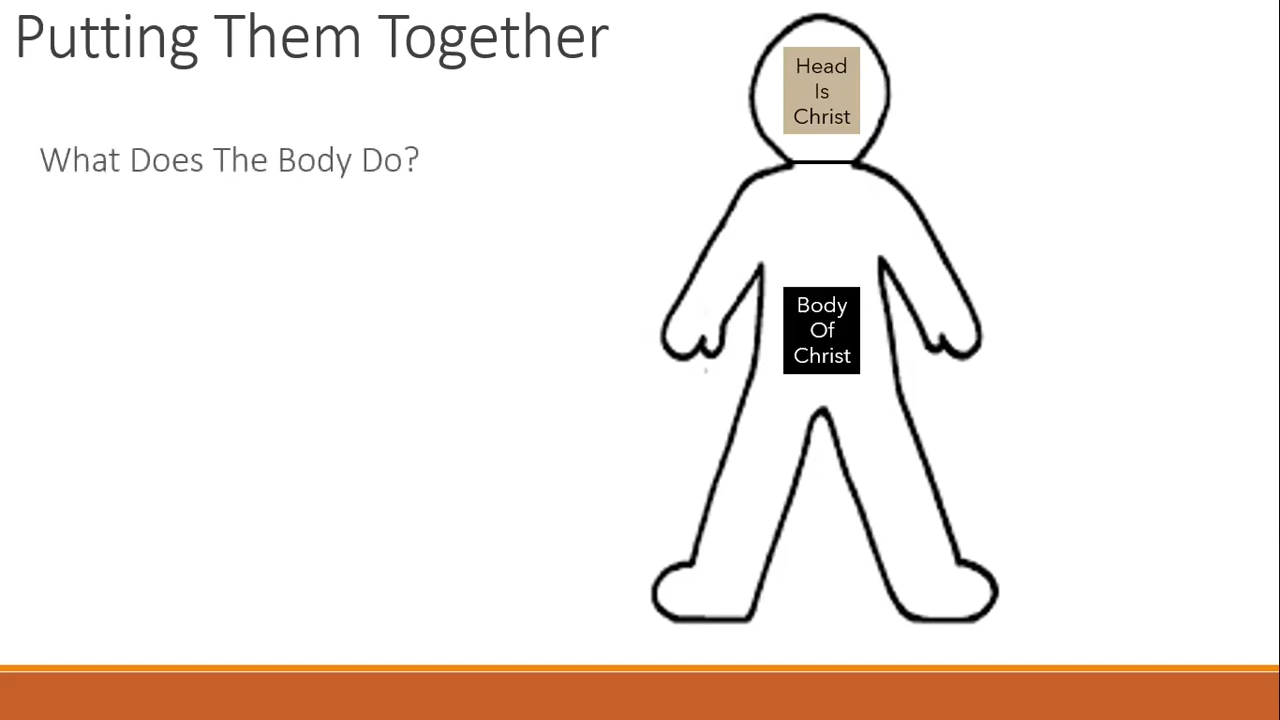 Putting Them Together
What Does The Body Do?
Head
Is
Christ
Body
Of
Christ